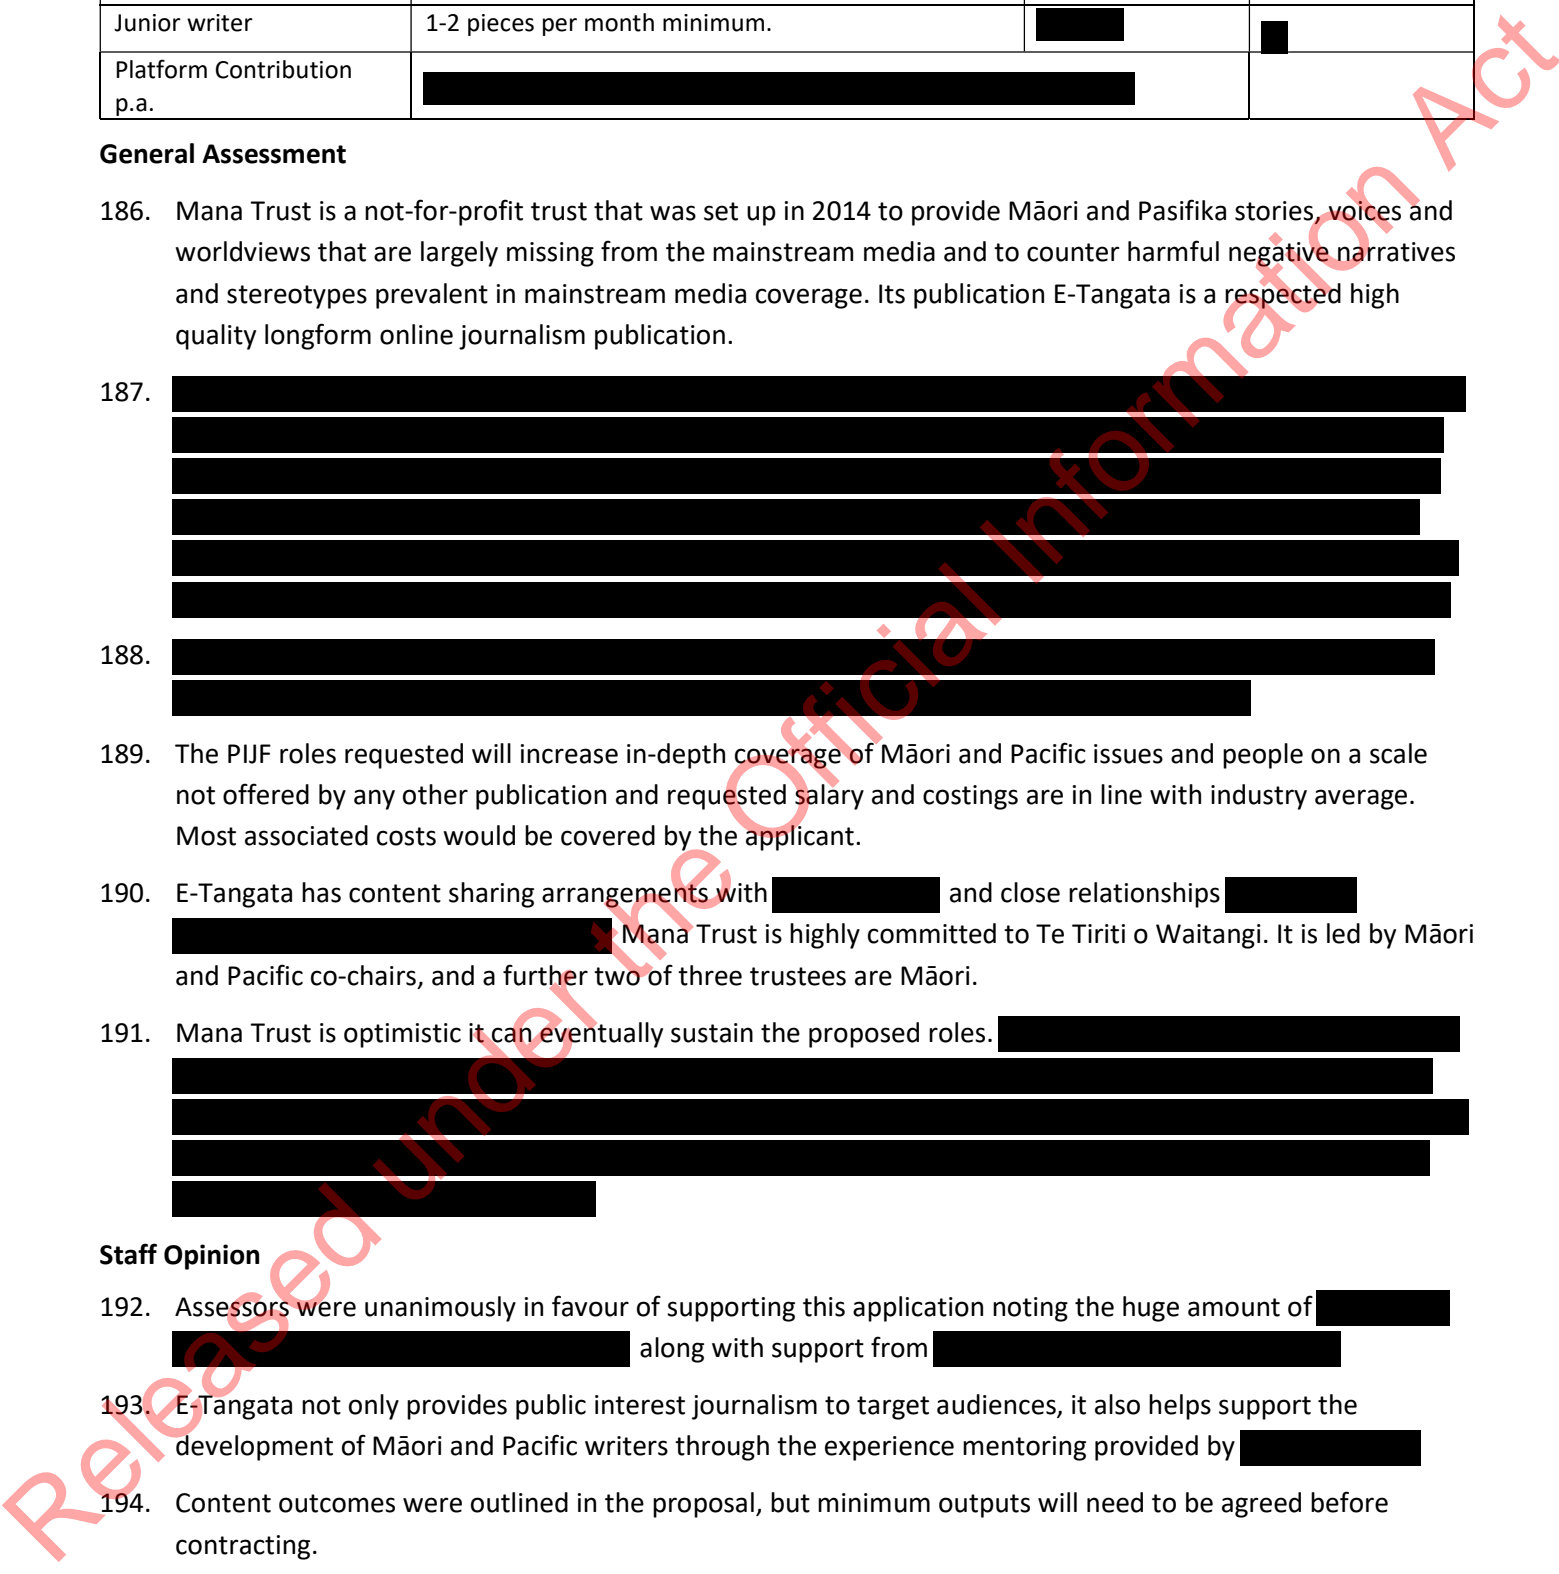 Junior writer 1-2 pieces per month minimum.
Platform Contribution
p.a.
General Assessment
186. Mana Trust is a not-for-profit trust that was set up in 2014 to provide Māori and Pasifika stories, voices and
worldviews that are largely missing from the mainstream media and to counter harmful negative narratives
and stereotypes prevalent in mainstream media coverage. Its publication E-Tangata is a respected high
quality longform online journalism publication.
187.
188.
189. The PIJF roles requested will increase in-depth coverage of Māori and Pacific issues and people on a scale
not offered by any other publication and requested salary and costings are in line with industry average.
Most associated costs would be covered by the applicant.
190. E-Tangata has content sharing arrangements with and close relationships
Mana Trust is highly committed to Te Tiriti o Waitangi. It is led by Māori
and Pacific co-chairs, and a further two of three trustees are Māori.
191. Mana Trust is optimistic it can eventually sustain the proposed roles.
Staff Opinion
192. Assessors were unanimously in favour of supporting this application noting the huge amount of
along with support from
193. E-Tangata not only provides public interest journalism to target audiences, it also helps support the
development of Māori and Pacific writers through the experience mentoring provided by
194. Content outcomes were outlined in the proposal, but minimum outputs will need to be agreed before
contracting.
Released under the Official Information Act